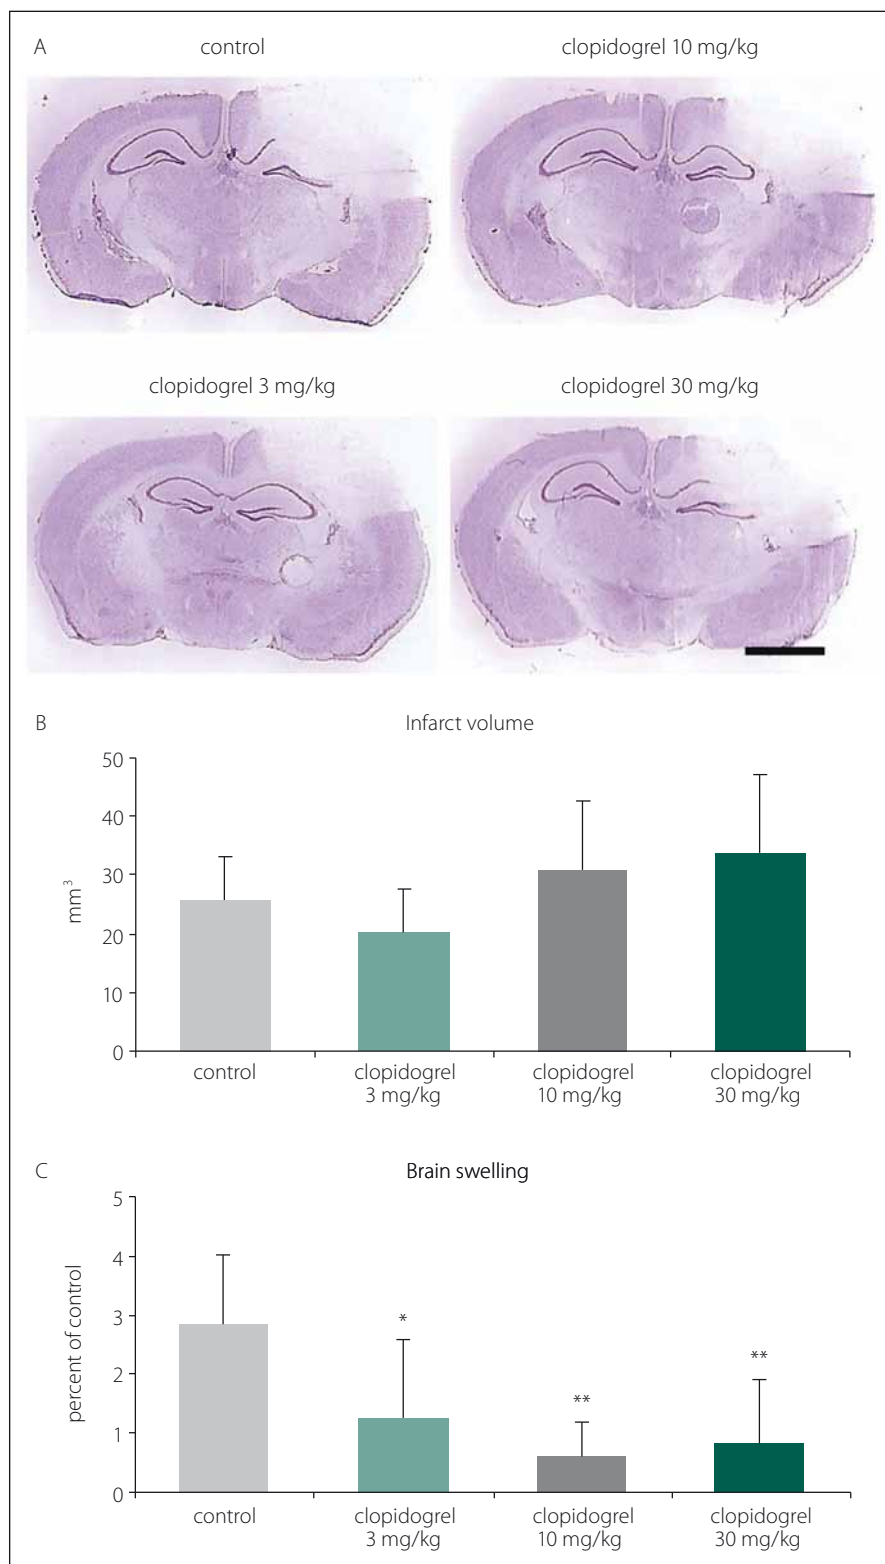 A
control
clopidogrel 10 mg/kg
clopidogrel 3 mg/kg
clopidogrel 30 mg/kg
B
Infarct volume
50
40
30
20
10
0
mm³
control
clopidogrel
3 mg/kg
clopidogrel
10 mg/kg
clopidogrel
30 mg/kg
C
Brain swelling
5
4
3
2
1
0
percent of control
*
**
**
control
clopidogrel
3 mg/kg
clopidogrel
10 mg/kg
clopidogrel
30 mg/kg